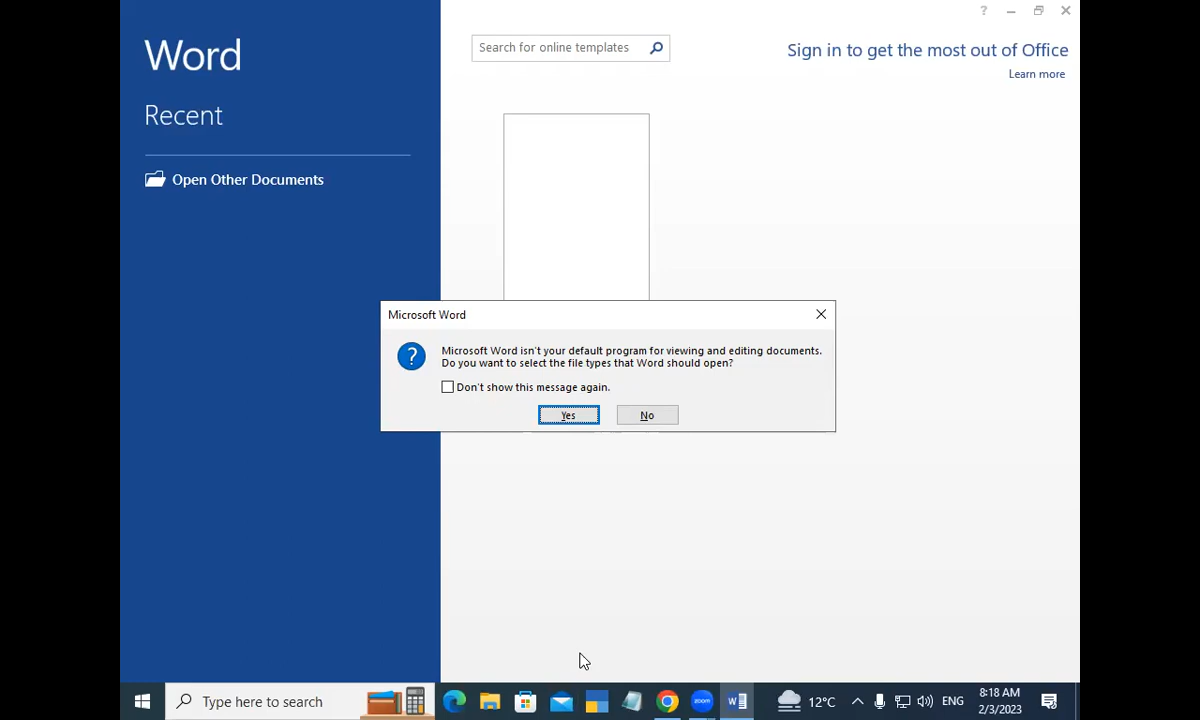 Word
Recent
Open Other Documents
Search for online templates
?
Sign in to get the most out of Office
Learn more
Microsoft Word
?
Microsoft Word isn't your default program for viewing and editing documents.
Do you want to select the file types that Word should open?
Don't show this message again.
Yes
No
Type here to search
zoom
W
12°C
ENG
8:18 AM
2/3/2023